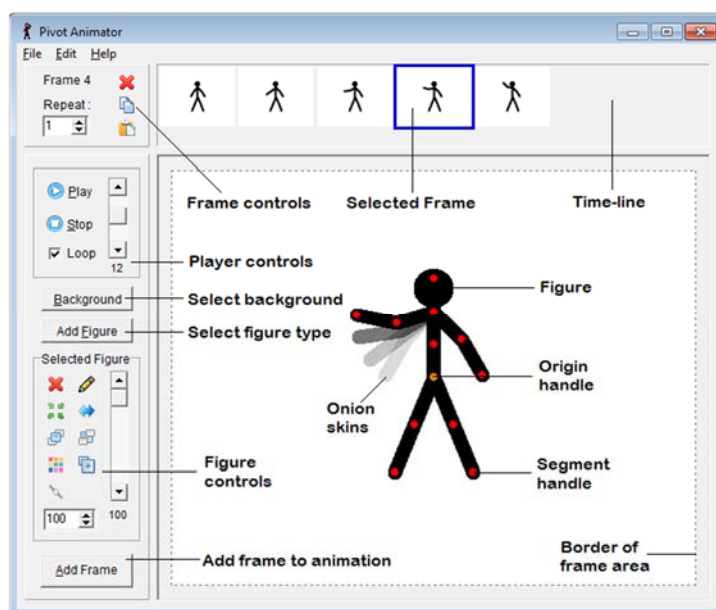 Pivot Animator
File Edit Help
Frame 4
Repeat :
1
Frame controls
Selected Frame
Time-line
Play
Stop
Loop
12
Player controls
Background
Select background
Add Figure
Select figure type
Selected Figure
Figure
Origin
handle
Onion
skins
Figure
controls
Segment
handle
100
100
Add Frame
Add frame to animation
Border of
frame area